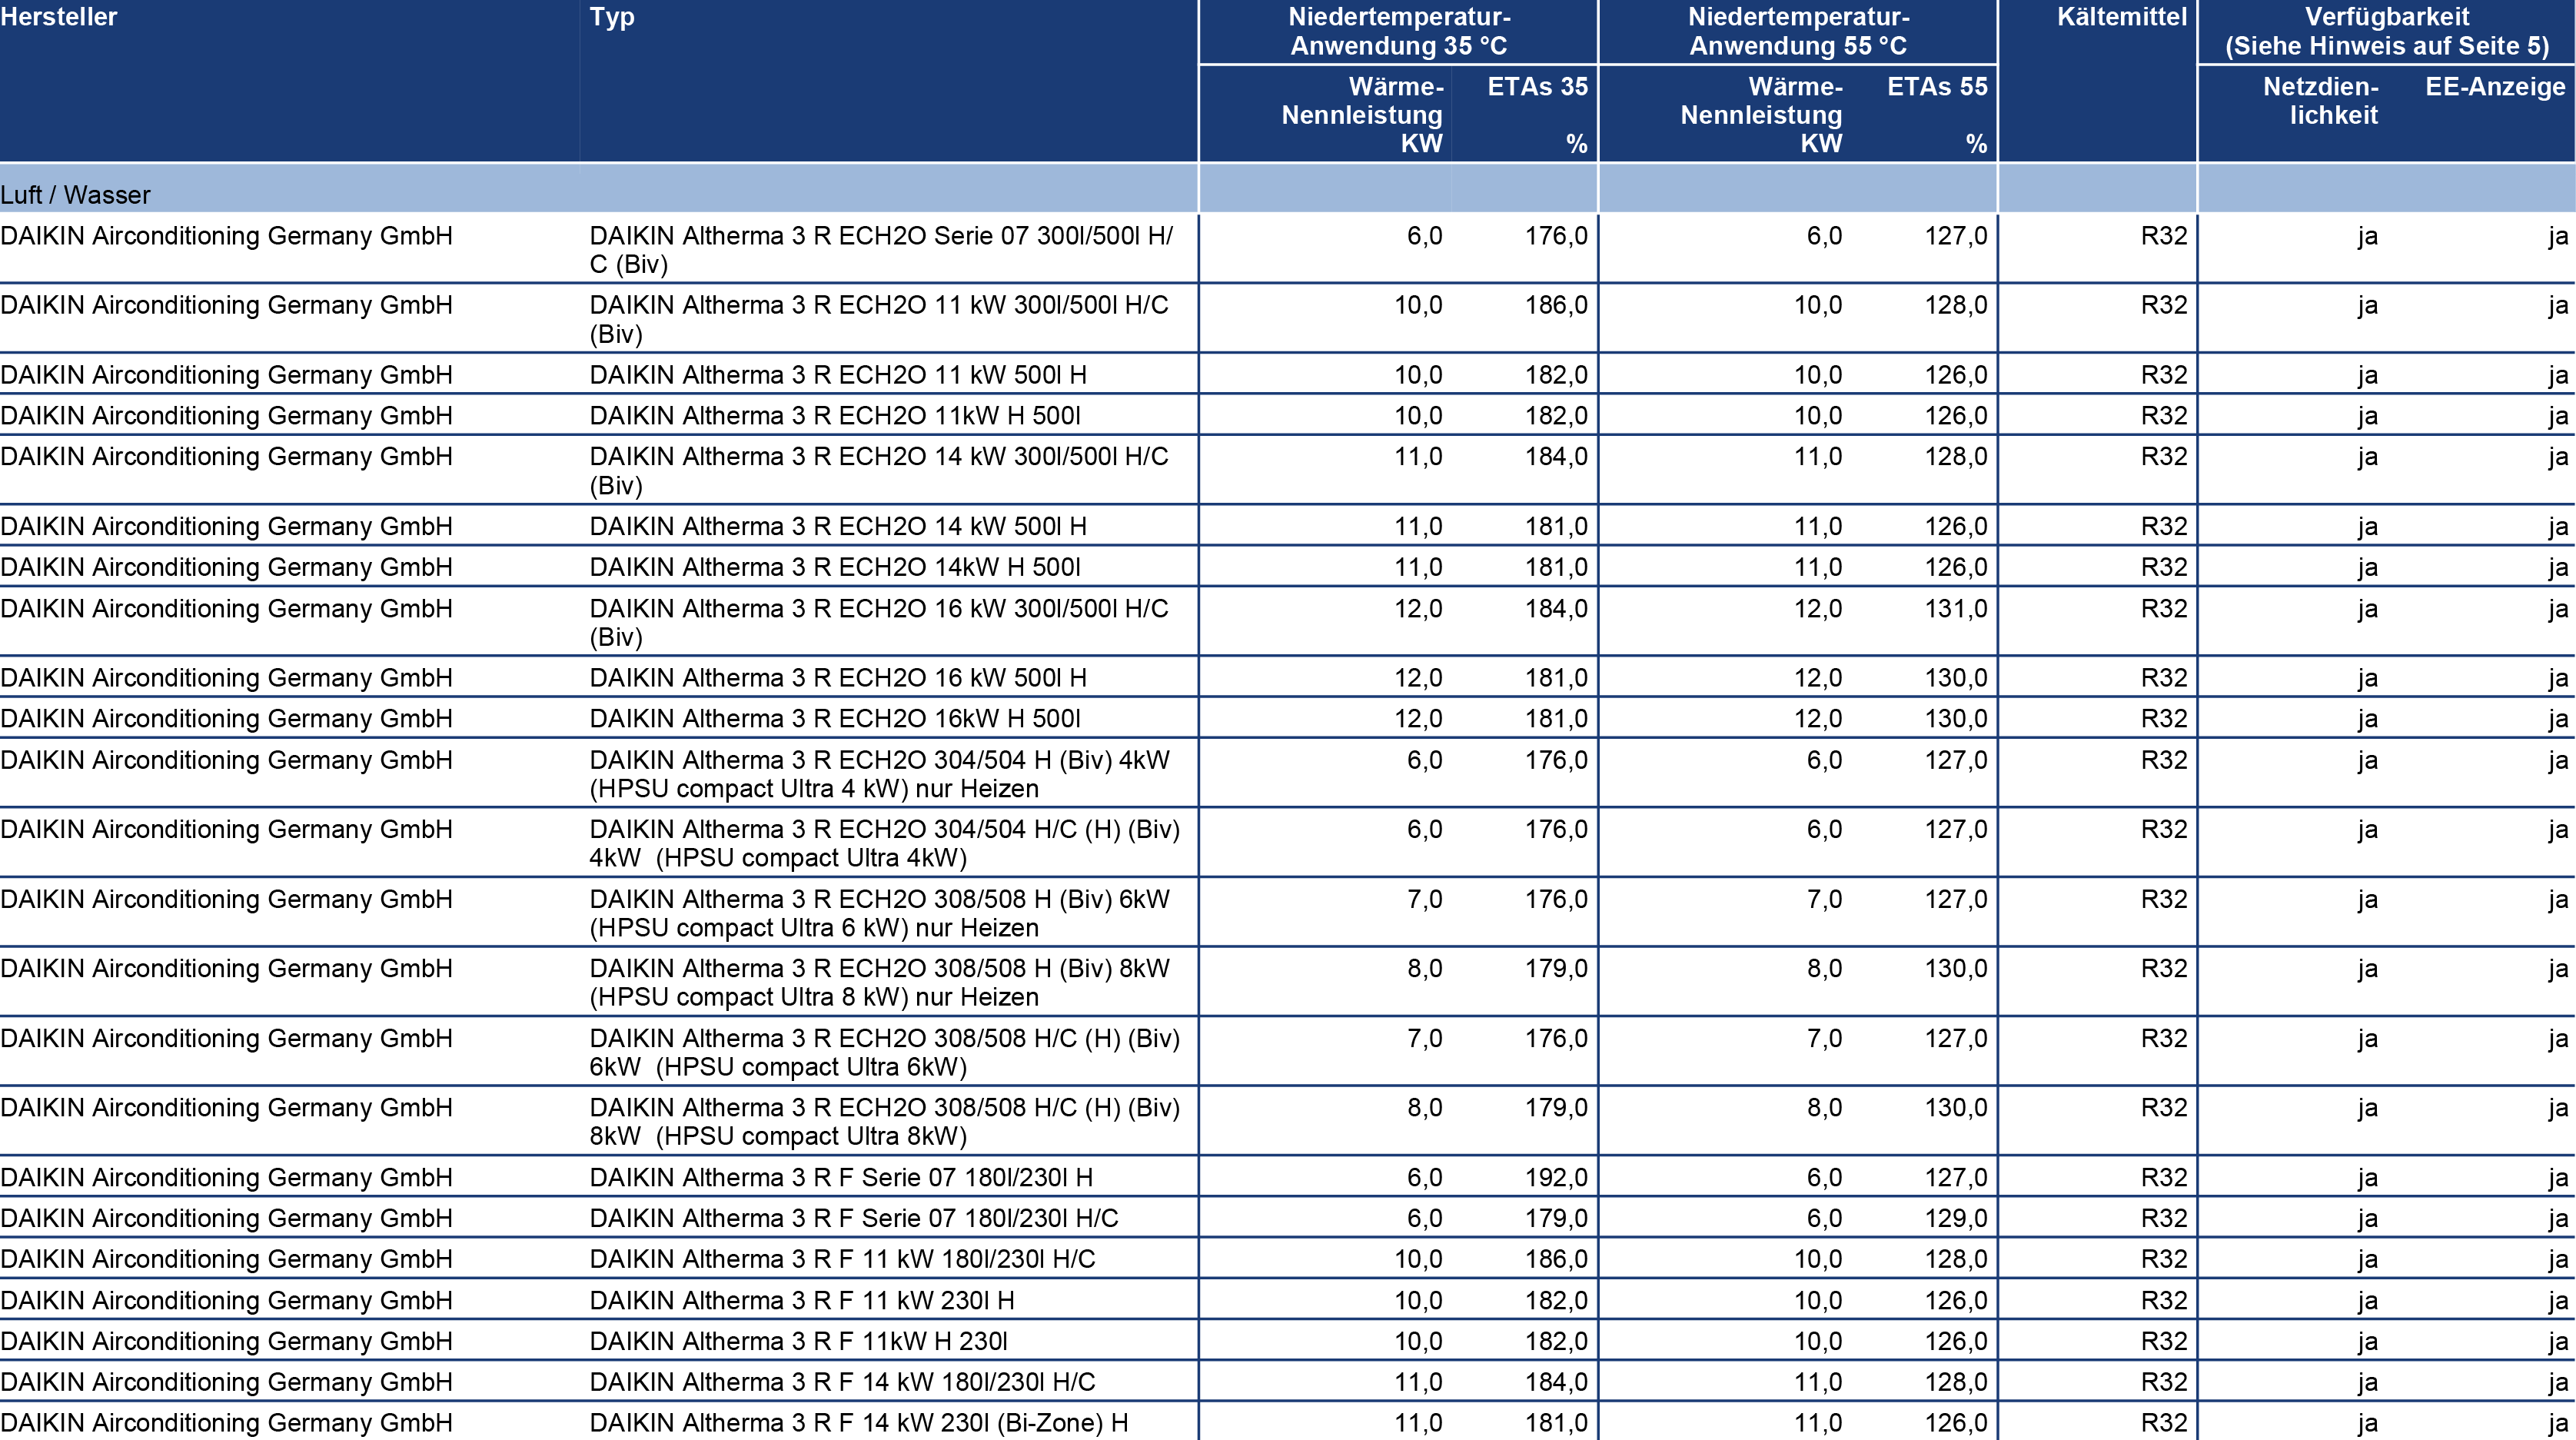 Hersteller Typ Niedertemperatur- Niedertemperatur- Kältemittel Verfügbarkeit
Anwendung 35 °C Anwendung 55 °C (Siehe Hinweis auf Seite 5)
Wärme- ETAs 35 Wärme- ETAs 55 Netzdien- EE-Anzeige
Nennleistung Nennleistung lichkeit
KW % KW %
Luft / Wasser
DAIKIN Airconditioning Germany GmbH DAIKIN Altherma 3 R ECH2O Serie 07 300l/500l H/ 6,0 176,0 6,0 127,0 R32 ja ja
C (Biv)
DAIKIN Airconditioning Germany GmbH DAIKIN Altherma 3 R ECH2O 11 kW 300l/500l H/C 10,0 186,0 10,0 128,0 R32 ja ja
(Biv)
DAIKIN Airconditioning Germany GmbH DAIKIN Altherma 3 R ECH2O 11 kW 500l H 10,0 182,0 10,0 126,0 R32 ja ja
DAIKIN Airconditioning Germany GmbH DAIKIN Altherma 3 R ECH2O 11kW H 500l 10,0 182,0 10,0 126,0 R32 ja ja
DAIKIN Airconditioning Germany GmbH DAIKIN Altherma 3 R ECH2O 14 kW 300l/500l H/C 11,0 184,0 11,0 128,0 R32 ja ja
(Biv)
DAIKIN Airconditioning Germany GmbH DAIKIN Altherma 3 R ECH2O 14 kW 500l H 11,0 181,0 11,0 126,0 R32 ja ja
DAIKIN Airconditioning Germany GmbH DAIKIN Altherma 3 R ECH2O 14kW H 500l 11,0 181,0 11,0 126,0 R32 ja ja
DAIKIN Airconditioning Germany GmbH DAIKIN Altherma 3 R ECH2O 16 kW 300l/500l H/C 12,0 184,0 12,0 131,0 R32 ja ja
(Biv)
DAIKIN Airconditioning Germany GmbH DAIKIN Altherma 3 R ECH2O 16 kW 500l H 12,0 181,0 12,0 130,0 R32 ja ja
DAIKIN Airconditioning Germany GmbH DAIKIN Altherma 3 R ECH2O 16kW H 500l 12,0 181,0 12,0 130,0 R32 ja ja
DAIKIN Airconditioning Germany GmbH DAIKIN Altherma 3 R ECH2O 304/504 H (Biv) 4kW 6,0 176,0 6,0 127,0 R32 ja ja
(HPSU compact Ultra 4 kW) nur Heizen
DAIKIN Airconditioning Germany GmbH DAIKIN Altherma 3 R ECH2O 304/504 H/C (H) (Biv) 6,0 176,0 6,0 127,0 R32 ja ja
4kW  (HPSU compact Ultra 4kW)
DAIKIN Airconditioning Germany GmbH DAIKIN Altherma 3 R ECH2O 308/508 H (Biv) 6kW 7,0 176,0 7,0 127,0 R32 ja ja
(HPSU compact Ultra 6 kW) nur Heizen
DAIKIN Airconditioning Germany GmbH DAIKIN Altherma 3 R ECH2O 308/508 H (Biv) 8kW 8,0 179,0 8,0 130,0 R32 ja ja
(HPSU compact Ultra 8 kW) nur Heizen
DAIKIN Airconditioning Germany GmbH DAIKIN Altherma 3 R ECH2O 308/508 H/C (H) (Biv) 7,0 176,0 7,0 127,0 R32 ja ja
6kW  (HPSU compact Ultra 6kW)
DAIKIN Airconditioning Germany GmbH DAIKIN Altherma 3 R ECH2O 308/508 H/C (H) (Biv) 8,0 179,0 8,0 130,0 R32 ja ja
8kW  (HPSU compact Ultra 8kW)
DAIKIN Airconditioning Germany GmbH DAIKIN Altherma 3 R F Serie 07 180l/230l H 6,0 192,0 6,0 127,0 R32 ja ja
DAIKIN Airconditioning Germany GmbH DAIKIN Altherma 3 R F Serie 07 180l/230l H/C 6,0 179,0 6,0 129,0 R32 ja ja
DAIKIN Airconditioning Germany GmbH DAIKIN Altherma 3 R F 11 kW 180l/230l H/C 10,0 186,0 10,0 128,0 R32 ja ja
DAIKIN Airconditioning Germany GmbH DAIKIN Altherma 3 R F 11 kW 230l H 10,0 182,0 10,0 126,0 R32 ja ja
DAIKIN Airconditioning Germany GmbH DAIKIN Altherma 3 R F 11kW H 230l 10,0 182,0 10,0 126,0 R32 ja ja
DAIKIN Airconditioning Germany GmbH DAIKIN Altherma 3 R F 14 kW 180l/230l H/C 11,0 184,0 11,0 128,0 R32 ja ja
DAIKIN Airconditioning Germany GmbH DAIKIN Altherma 3 R F 14 kW 230l (Bi-Zone) H 11,0 181,0 11,0 126,0 R32 ja ja